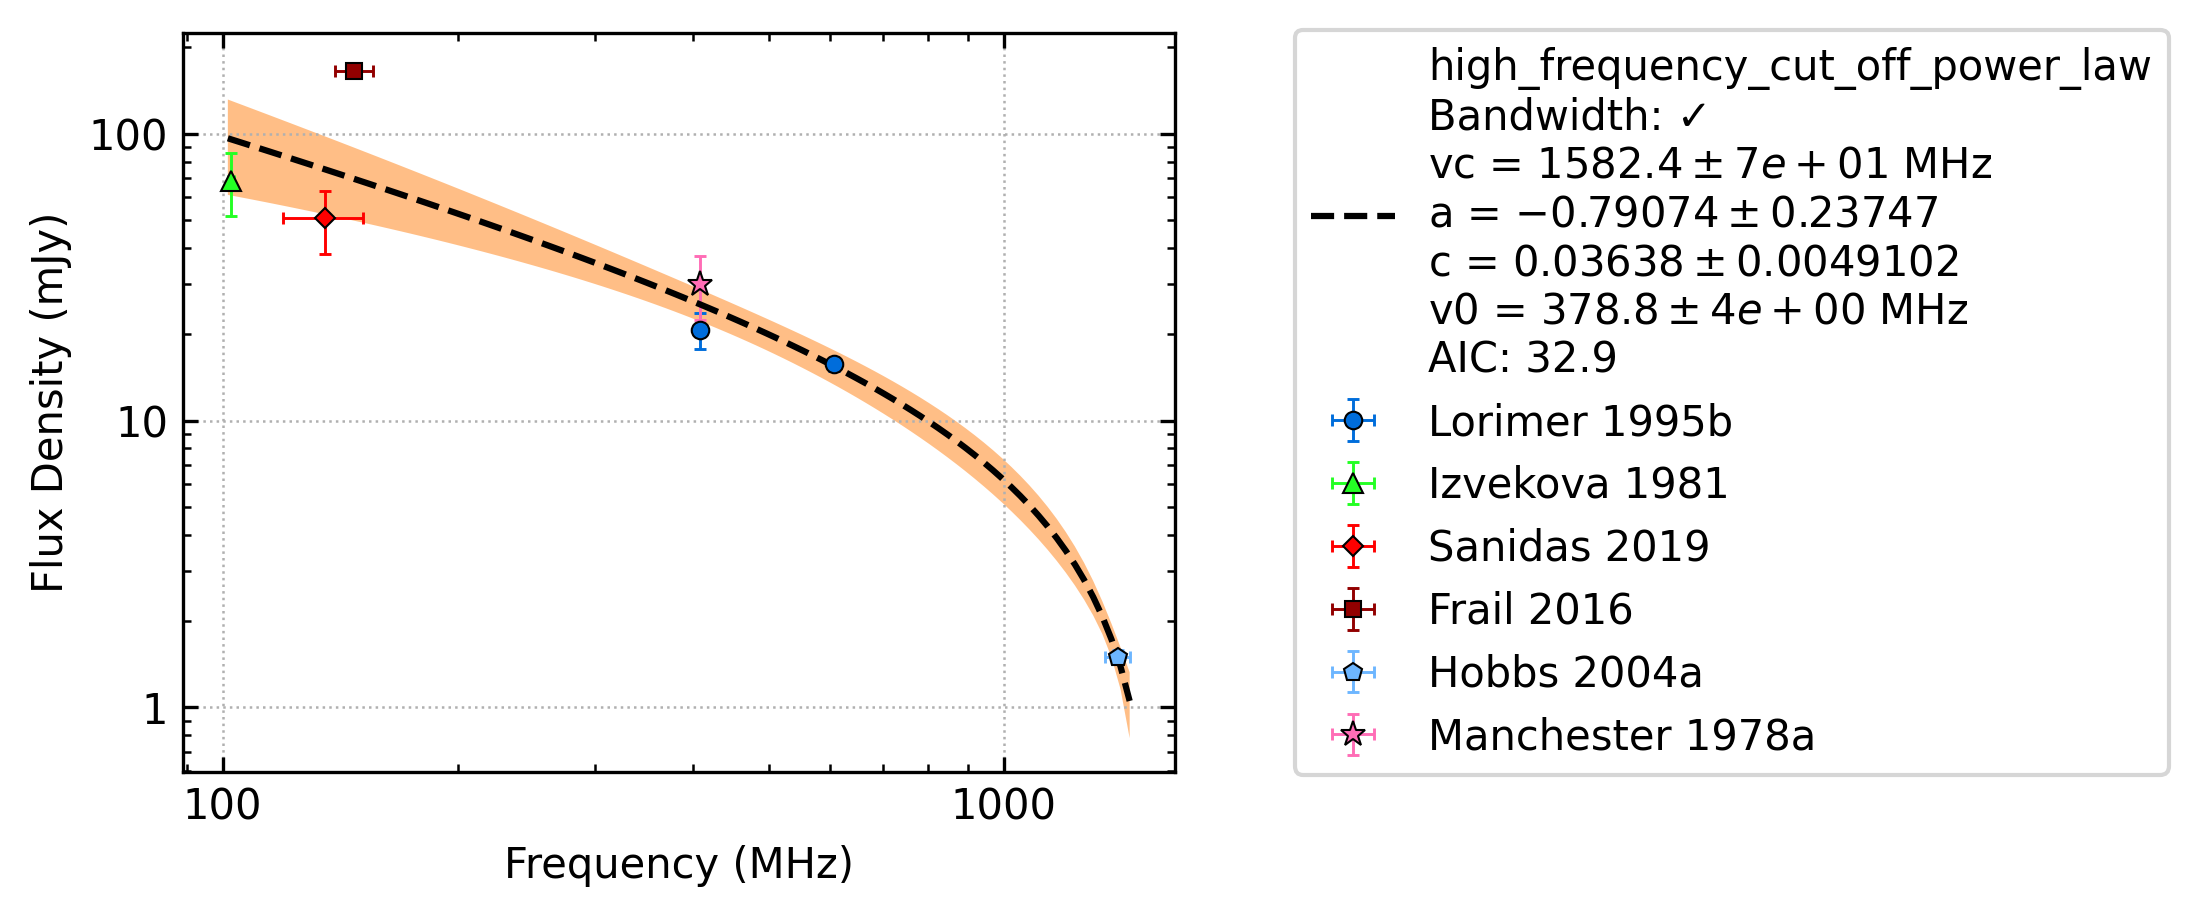 100
10
1
Flux Density (mJy)
100
1000
Frequency (MHz)
high_frequency_cut_off_power_law
Bandwidth: ✓
vc = 1582.4 ± 7e + 01 MHz
a = −0.79074 ± 0.23747
c = 0.03638 ± 0.0049102
v0 = 378.8 ± 4e + 00 MHz
AIC: 32.9
Lorimer 1995b
Izvekova 1981
Sanidas 2019
Frail 2016
Hobbs 2004a
Manchester 1978a